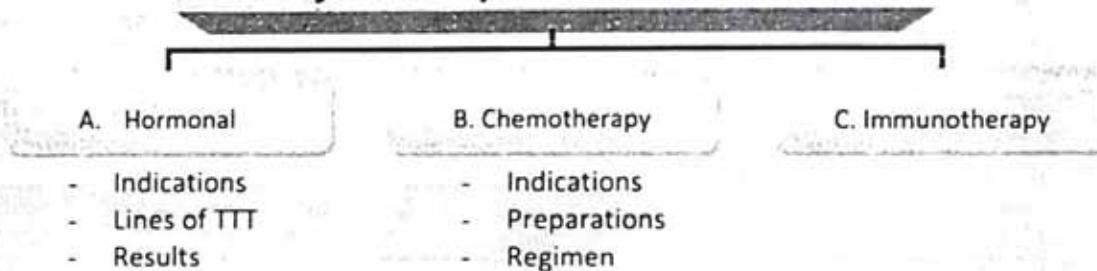 A. Hormonal
B. Chemotherapy
C. Immunotherapy
- Indications
- Lines of TTT
- Results
- Indications
- Preparations
- Regimen